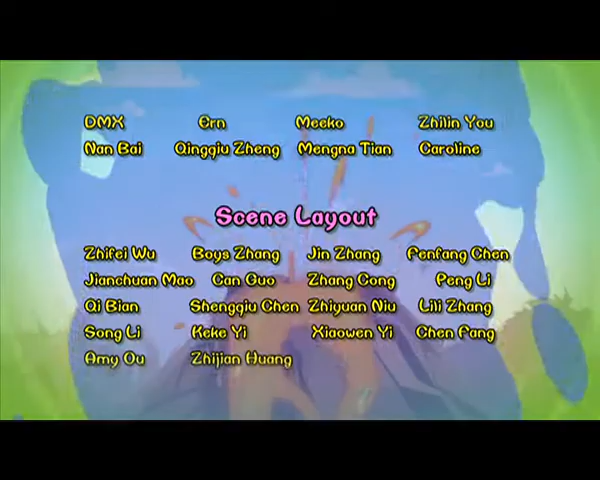 DMX Ern Meeko Zhilin You
Nan Bai Qingqiu Zheng Mengna Tian Caroline
Scene Layout
Zhifei Wu Boys Zhang Jin Zhang Fenfang Chen
Jianchuan Mao Can Guo Zhang Cong Peng Li
Qi Bian Shengqiu Chen Zhiyuan Niu Lili Zhang
Song Li Keke Yi Xiaowen Yi Chen Fang
Amy Ou Zhijian Huang